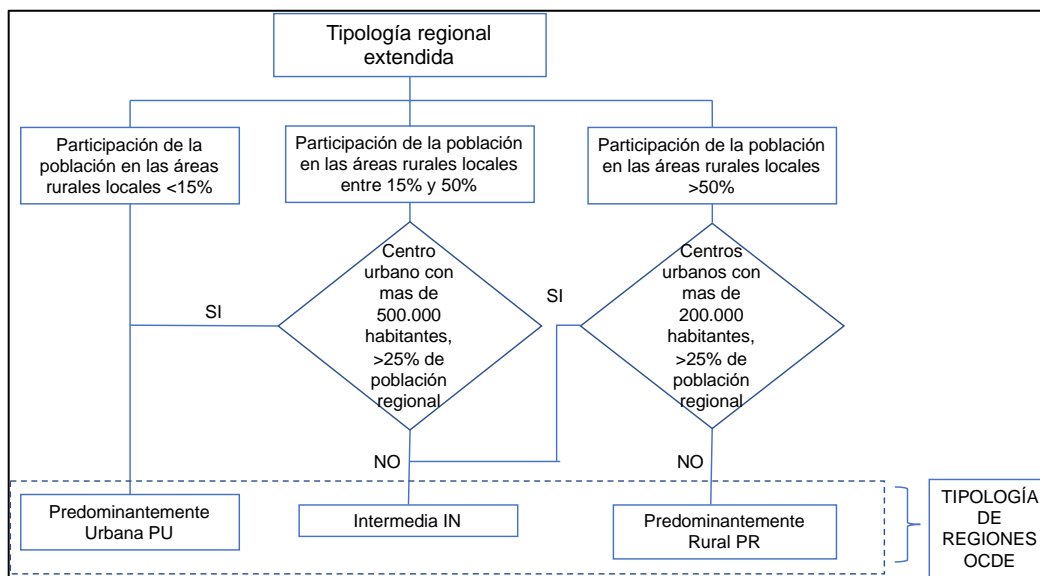 Tipología regional
extendida
Participación de la
población en las áreas
rurales locales <15%
Participación de la población
en las áreas rurales locales
entre 15% y 50%
Participación de la población
en las áreas rurales locales
>50%
Centro
urbano con
mas de
500.000
habitantes,
>25% de
población
regional
Centros
urbanos con
mas de
200.000
habitantes,
>25% de
población
regional
SI
SI
NO
NO
Predominantemente
Urbana PU
Intermedia IN
Predominantemente
Rural PR
TIPOLOGÍA
DE
REGIONES
OCDE